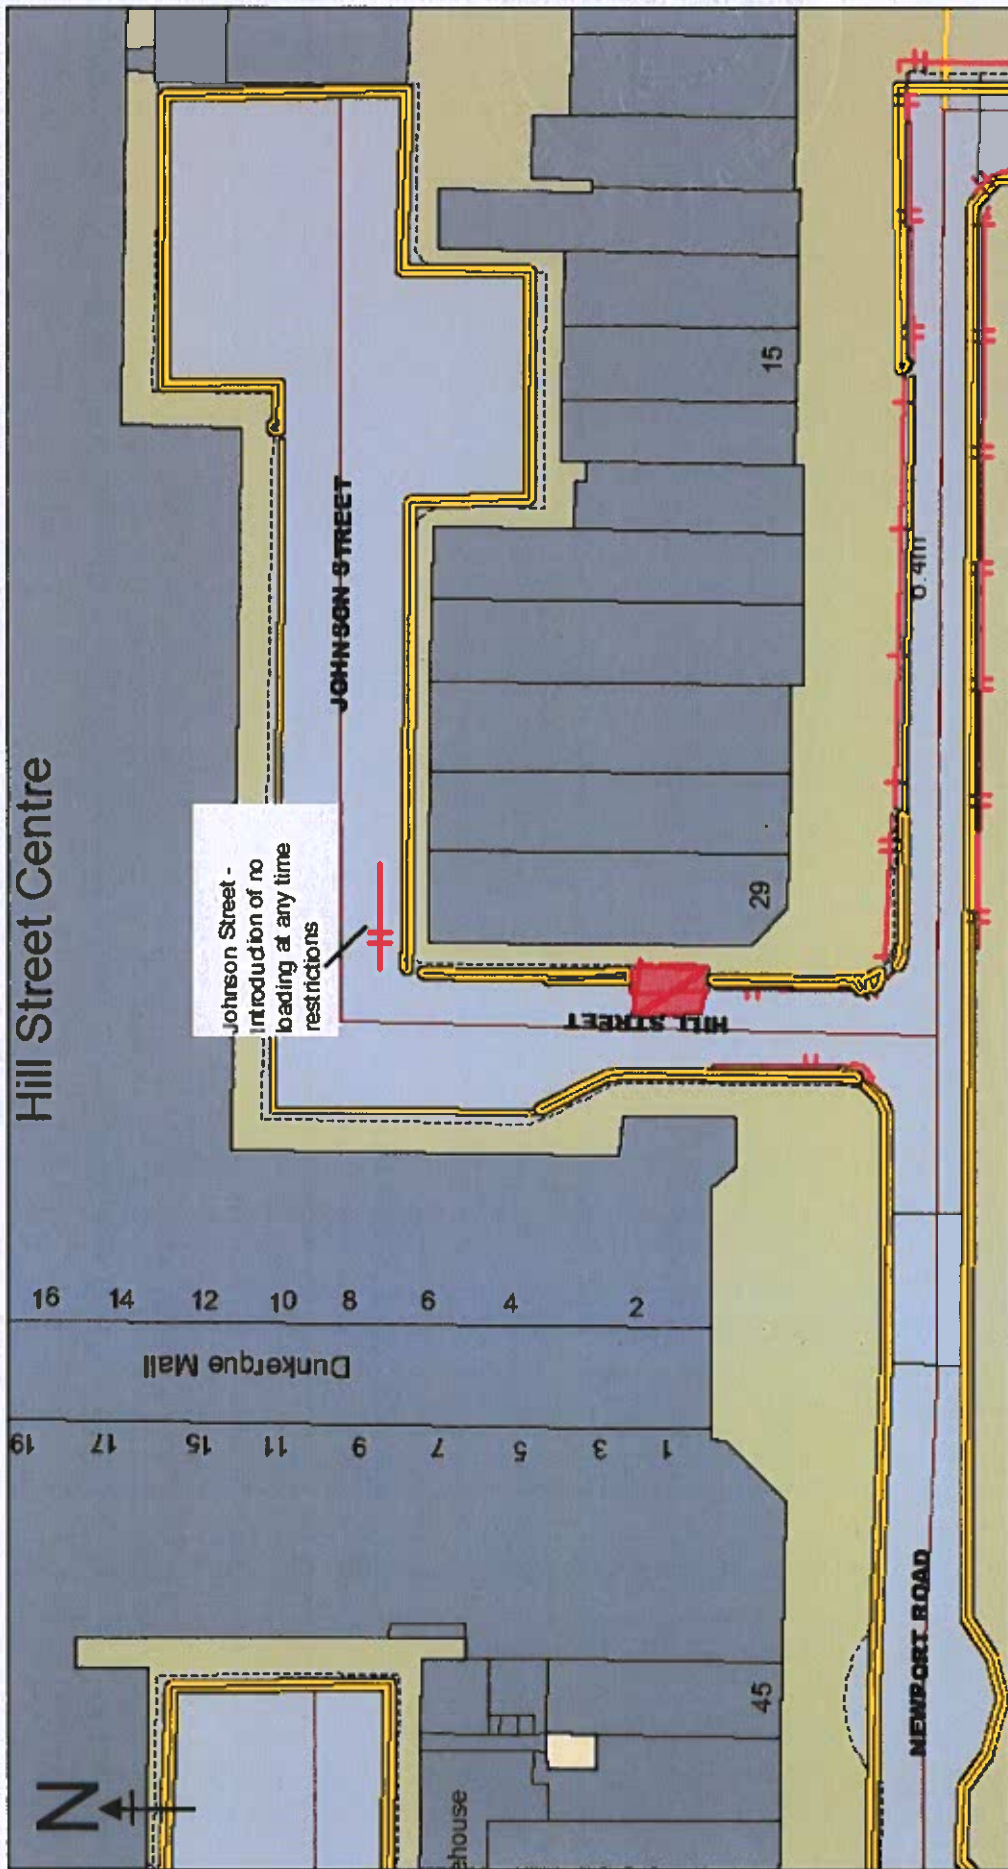 Hill Street Centre
Johnson Street -
introduction of no
loading at any time
restrictions
JOHNSON STREET
HILL STREET
15
29
6.4m
16
14
12
10
8
6
4
2
Dunkerque Mall
19
17
15
11
9
7
5
3
1
45
ehouse
NEWPORT ROAD
N